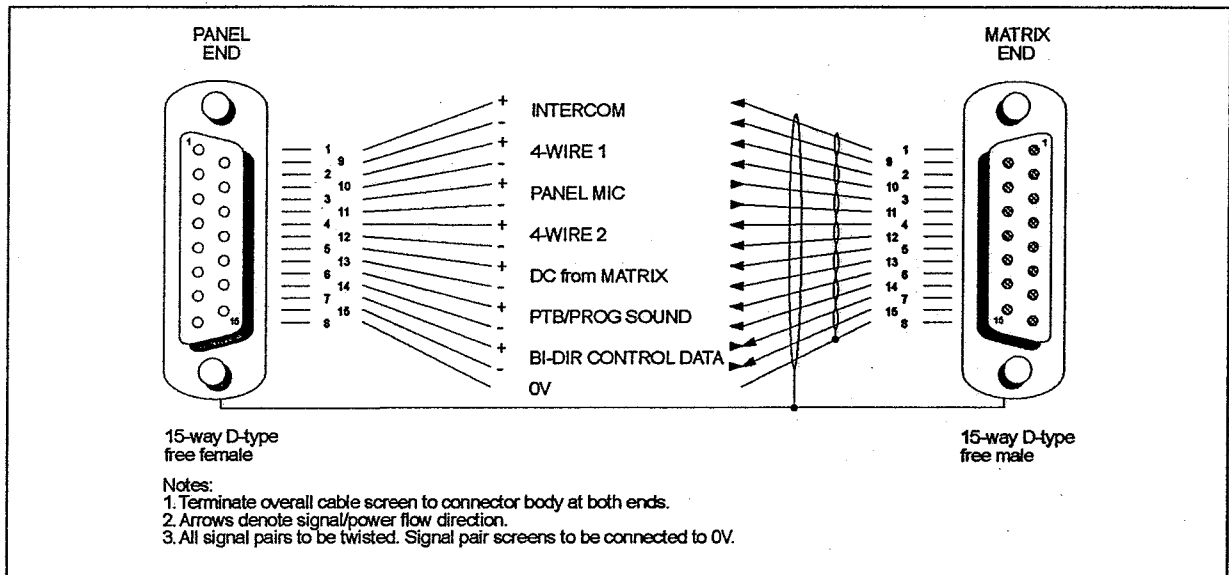 PANEL
END
MATRIX
END
+
INTERCOM
-
+
4-WIRE 1
-
+
PANEL MIC
-
+
4-WIRE 2
-
+
DC from MATRIX
-
+
PTB/PROG SOUND
-
+
BI-DIR CONTROL DATA
-
0V
1
1
9
2
10
3
11
4
12
5
13
6
14
7
15
8
15
1
9
2
10
3
11
4
12
5
13
6
14
7
15
8
1
15
15-way D-type
free female
15-way D-type
free male
Notes:
1. Terminate overall cable screen to connector body at both ends.
2. Arrows denote signal/power flow direction.
3. All signal pairs to be twisted. Signal pair screens to be connected to 0V.